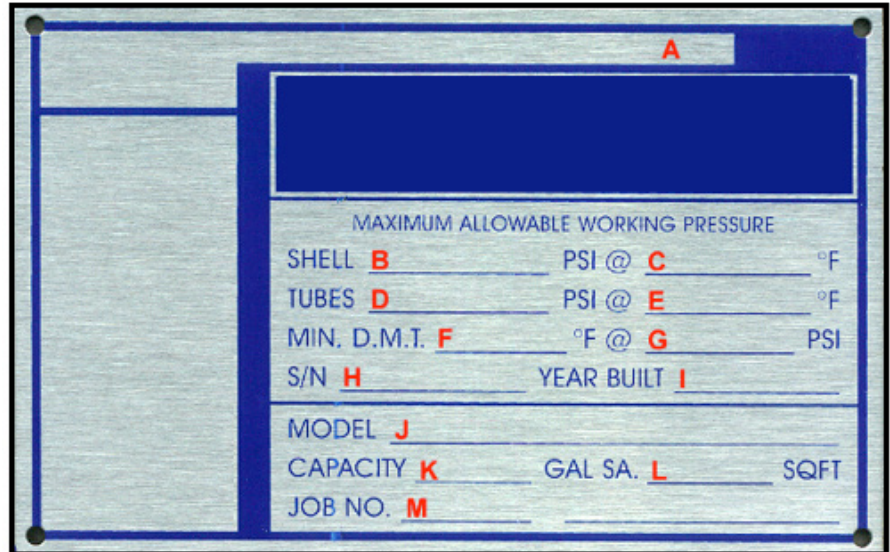 A
MAXIMUM ALLOWABLE WORKING PRESSURE
SHELL B PSI @ C °F
TUBES D PSI @ E °F
MIN. D.M.T. F °F @ G PSI
S/N H YEAR BUILT I
MODEL J
CAPACITY K GAL SA. L SQFT
JOB NO. M